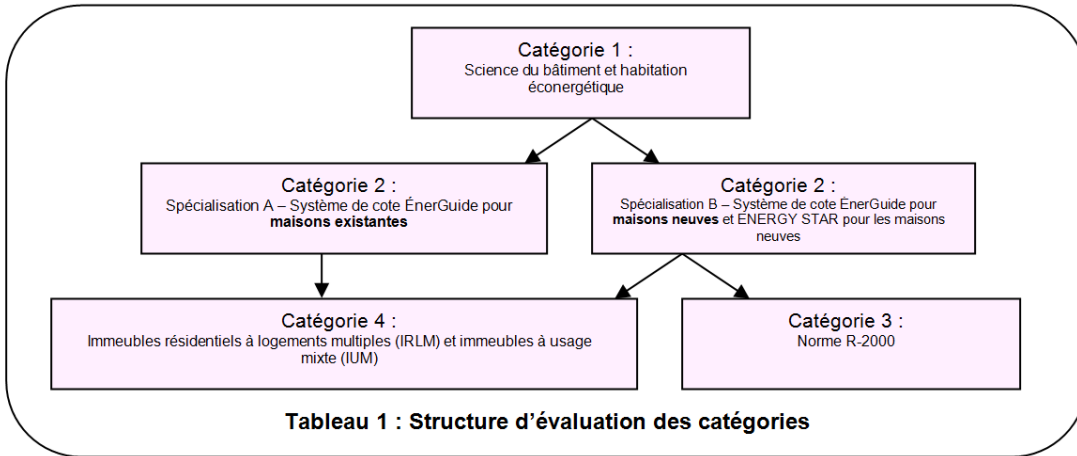 Catégorie 1 :
Science du bâtiment et habitation
éconergétique
Catégorie 2 :
Spécialisation A – Système de cote ÉnerGuide pour
maisons existantes
Catégorie 2 :
Spécialisation B – Système de cote ÉnerGuide pour
maisons neuves et ENERGY STAR pour les maisons
neuves
Catégorie 4 :
Immeubles résidentiels à logements multiples (IRLM) et immeubles à usage
mixte (IUM)
Catégorie 3 :
Norme R-2000
Tableau 1 : Structure d’évaluation des catégories